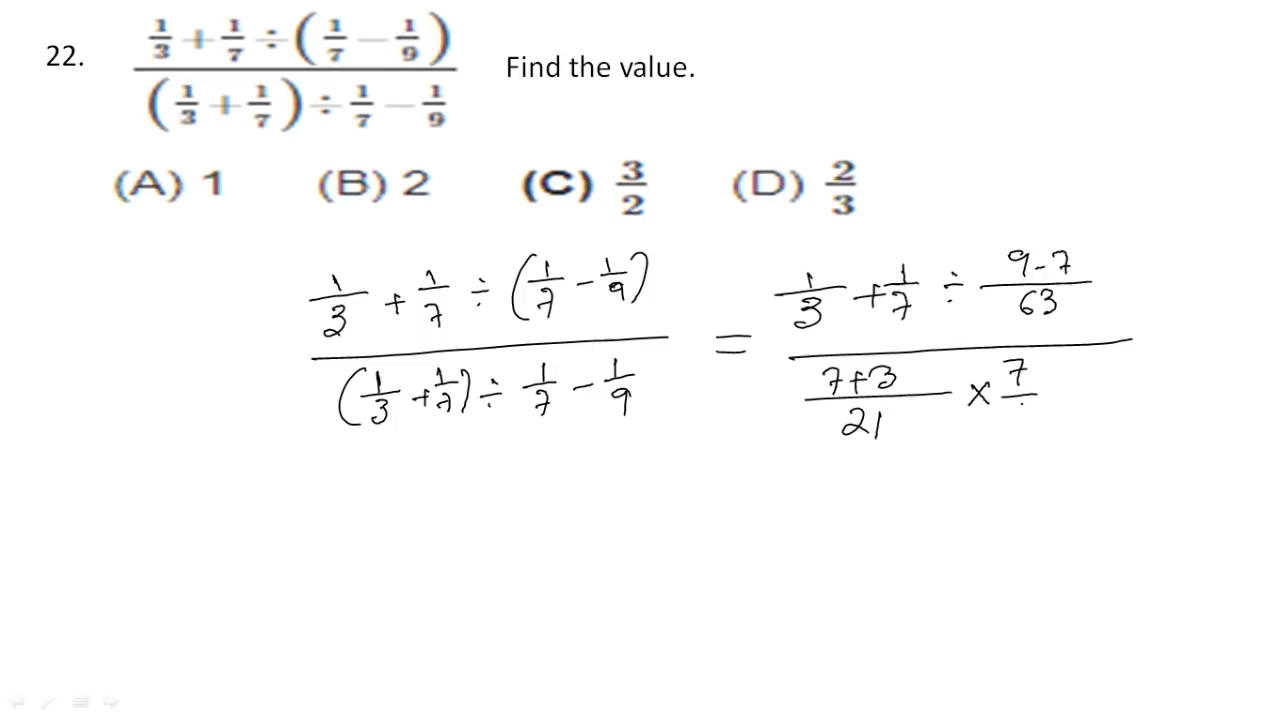 22. (1/3 + 1/7 ÷ (1/7 − 1/9)) / ((1/3 + 1/7) ÷ 1/7 − 1/9) Find the value.
(A) 1 (B) 2 (C) 3/2 (D) 2/3
(1/3 + 1/7 ÷ (1/7 − 1/9)) / ((1/3 + 1/7) ÷ 1/7 − 1/9) = (1/3 + 1/7 ÷ (9-7)/63) / ((7+3)/21 × 7/)